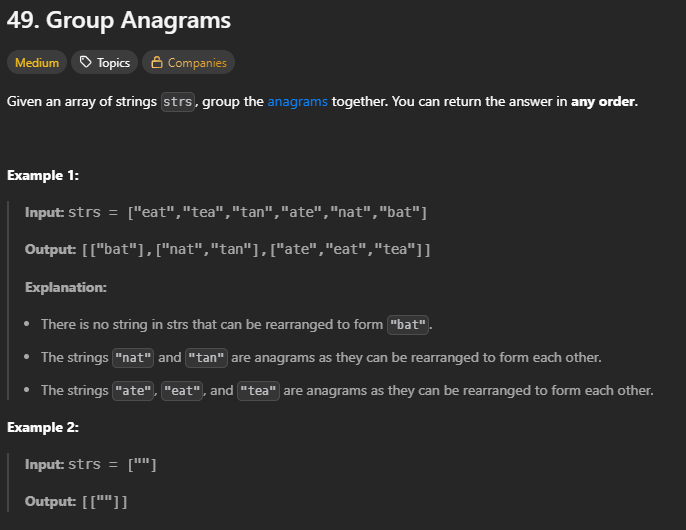 49. Group Anagrams
Medium Topics Companies
Given an array of strings strs, group the anagrams together. You can return the answer in any order.
Example 1:
Input: strs = ["eat","tea","tan","ate","nat","bat"]
Output: [["bat"],["nat","tan"],["ate","eat","tea"]]
Explanation:
• There is no string in strs that can be rearranged to form "bat".
• The strings "nat" and "tan" are anagrams as they can be rearranged to form each other.
• The strings "ate", "eat", and "tea" are anagrams as they can be rearranged to form each other.
Example 2:
Input: strs = [""]
Output: [[""]]